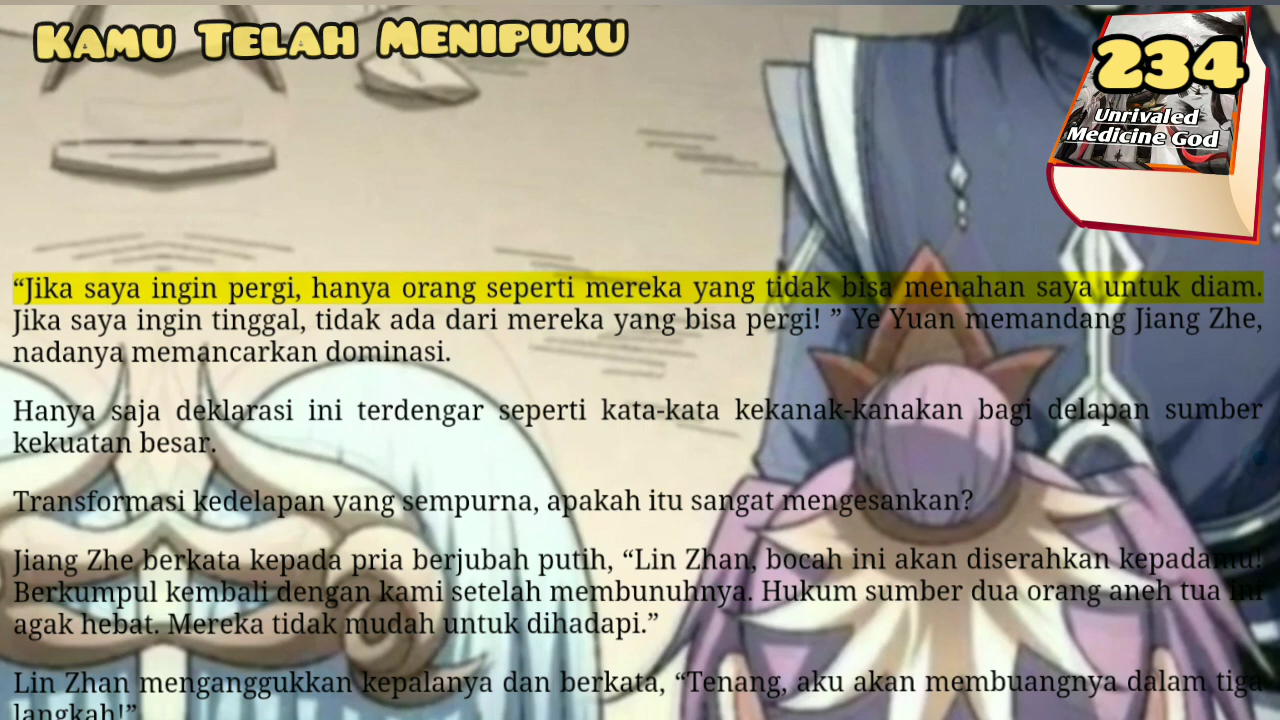 Kamu Telah Menipuku
234
Unrivaled
Medicine God
“Jika saya ingin pergi, hanya orang seperti mereka yang tidak bisa menahan saya untuk diam.
Jika saya ingin tinggal, tidak ada dari mereka yang bisa pergi! ” Ye Yuan memandang Jiang Zhe,
nadanya memancarkan dominasi.
Hanya saja deklarasi ini terdengar seperti kata-kata kekanak-kanakan bagi delapan sumber
kekuatan besar.
Transformasi kedelapan yang sempurna, apakah itu sangat mengesankan?
Jiang Zhe berkata kepada pria berjubah putih, “Lin Zhan, bocah ini akan diserahkan kepadamu!
Berkumpul kembali dengan kami setelah membunuhnya. Hukum sumber dua orang aneh tua ini
agak hebat. Mereka tidak mudah untuk dihadapi.”
Lin Zhan menganggukkan kepalanya dan berkata, “Tenang, aku akan membuangnya dalam tiga
langkah!”